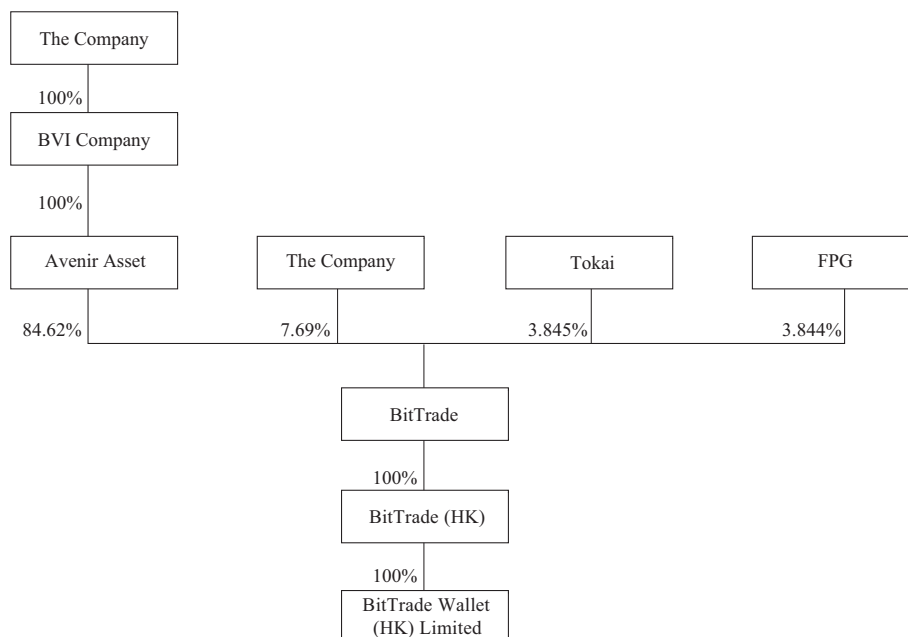 The Company
100%
BVI Company
100%
Avenir Asset
The Company
Tokai
FPG
84.62%
7.69%
3.845%
3.844%
BitTrade
100%
BitTrade (HK)
100%
BitTrade Wallet
(HK) Limited